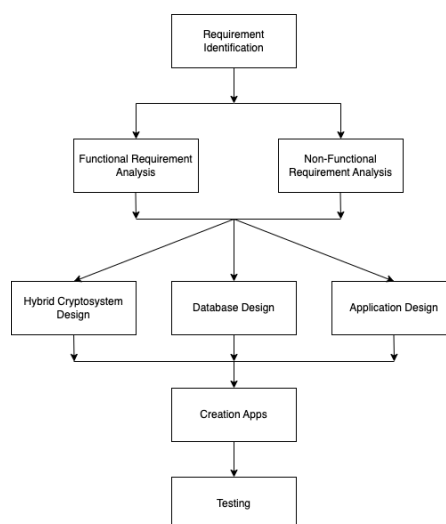 Requirement
Identification
Functional Requirement
Analysis
Non-Functional
Requirement Analysis
Hybrid Cryptosystem
Design
Database Design
Application Design
Creation Apps
Testing